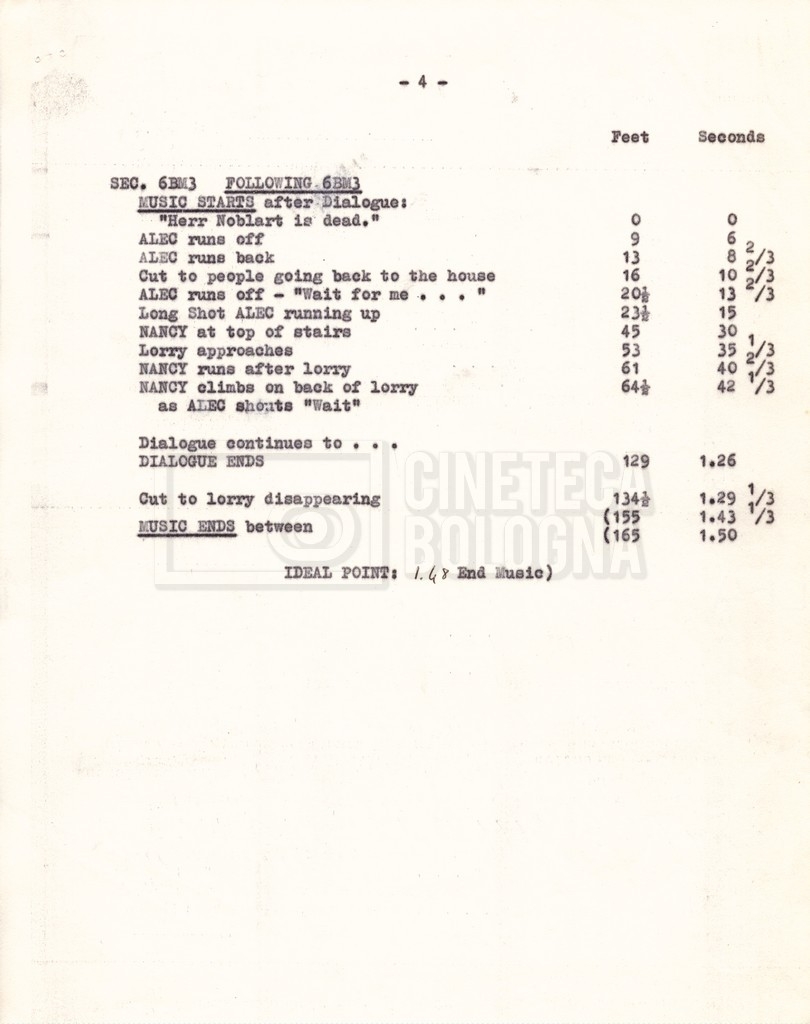 - 4 -
Feet Seconds
SEC. 6BM3 FOLLOWING 6BM3
MUSIC STARTS after Dialogue:
"Herr Noblart is dead." 0 0
ALEC runs off 9 6
ALEC runs back 13 8 2/3
Cut to people going back to the house 16 10 2/3
ALEC runs off - "Wait for me . . . " 20½ 13 2/3
Long Shot ALEC running up 23½ 15
NANCY at top of stairs 45 30
Lorry approaches 53 35 1/3
NANCY runs after lorry 61 40 2/3
NANCY climbs on back of lorry 64½ 42 1/3
as ALEC shouts "Wait"
Dialogue continues to . . .
DIALOGUE ENDS 129 1.26
Cut to lorry disappearing 134½ 1.29 1/3
(155 1.43 1/3
MUSIC ENDS between
(165 1.50
IDEAL POINT: 1.48 End Music)
CINETECA
BOLOGNA